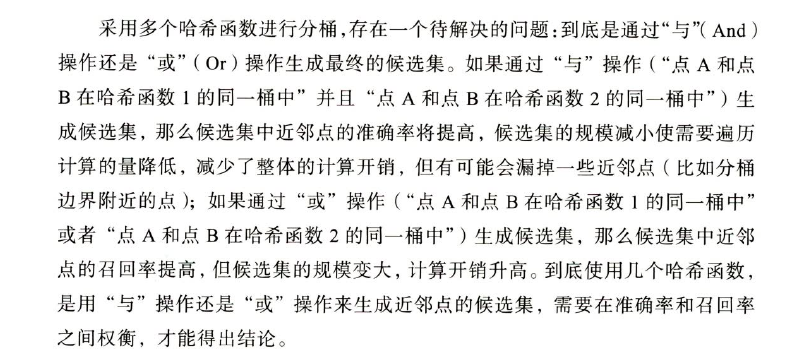 采用多个哈希函数进行分桶，存在一个待解决的问题：到底是通过“与”（And）
操作还是“或”（Or）操作生成最终的候选集。如果通过“与”操作（“点 A 和点
B 在哈希函数 1 的同一桶中”并且“点 A 和点 B 在哈希函数 2 的同一桶中”）生
成候选集，那么候选集中近邻点的准确率将提高，候选集的规模减小使需要遍历
计算的量降低，减少了整体的计算开销，但有可能会漏掉一些近邻点（比如分桶
边界附近的点）；如果通过“或”操作（“点 A 和点 B 在哈希函数 1 的同一桶中”
或者“点 A 和点 B 在哈希函数 2 的同一桶中”）生成候选集，那么候选集中近邻
点的召回率提高，但候选集的规模变大，计算开销升高。到底使用几个哈希函数，
是用“与”操作还是“或”操作来生成近邻点的候选集，需要在准确率和召回率
之间权衡，才能得出结论。